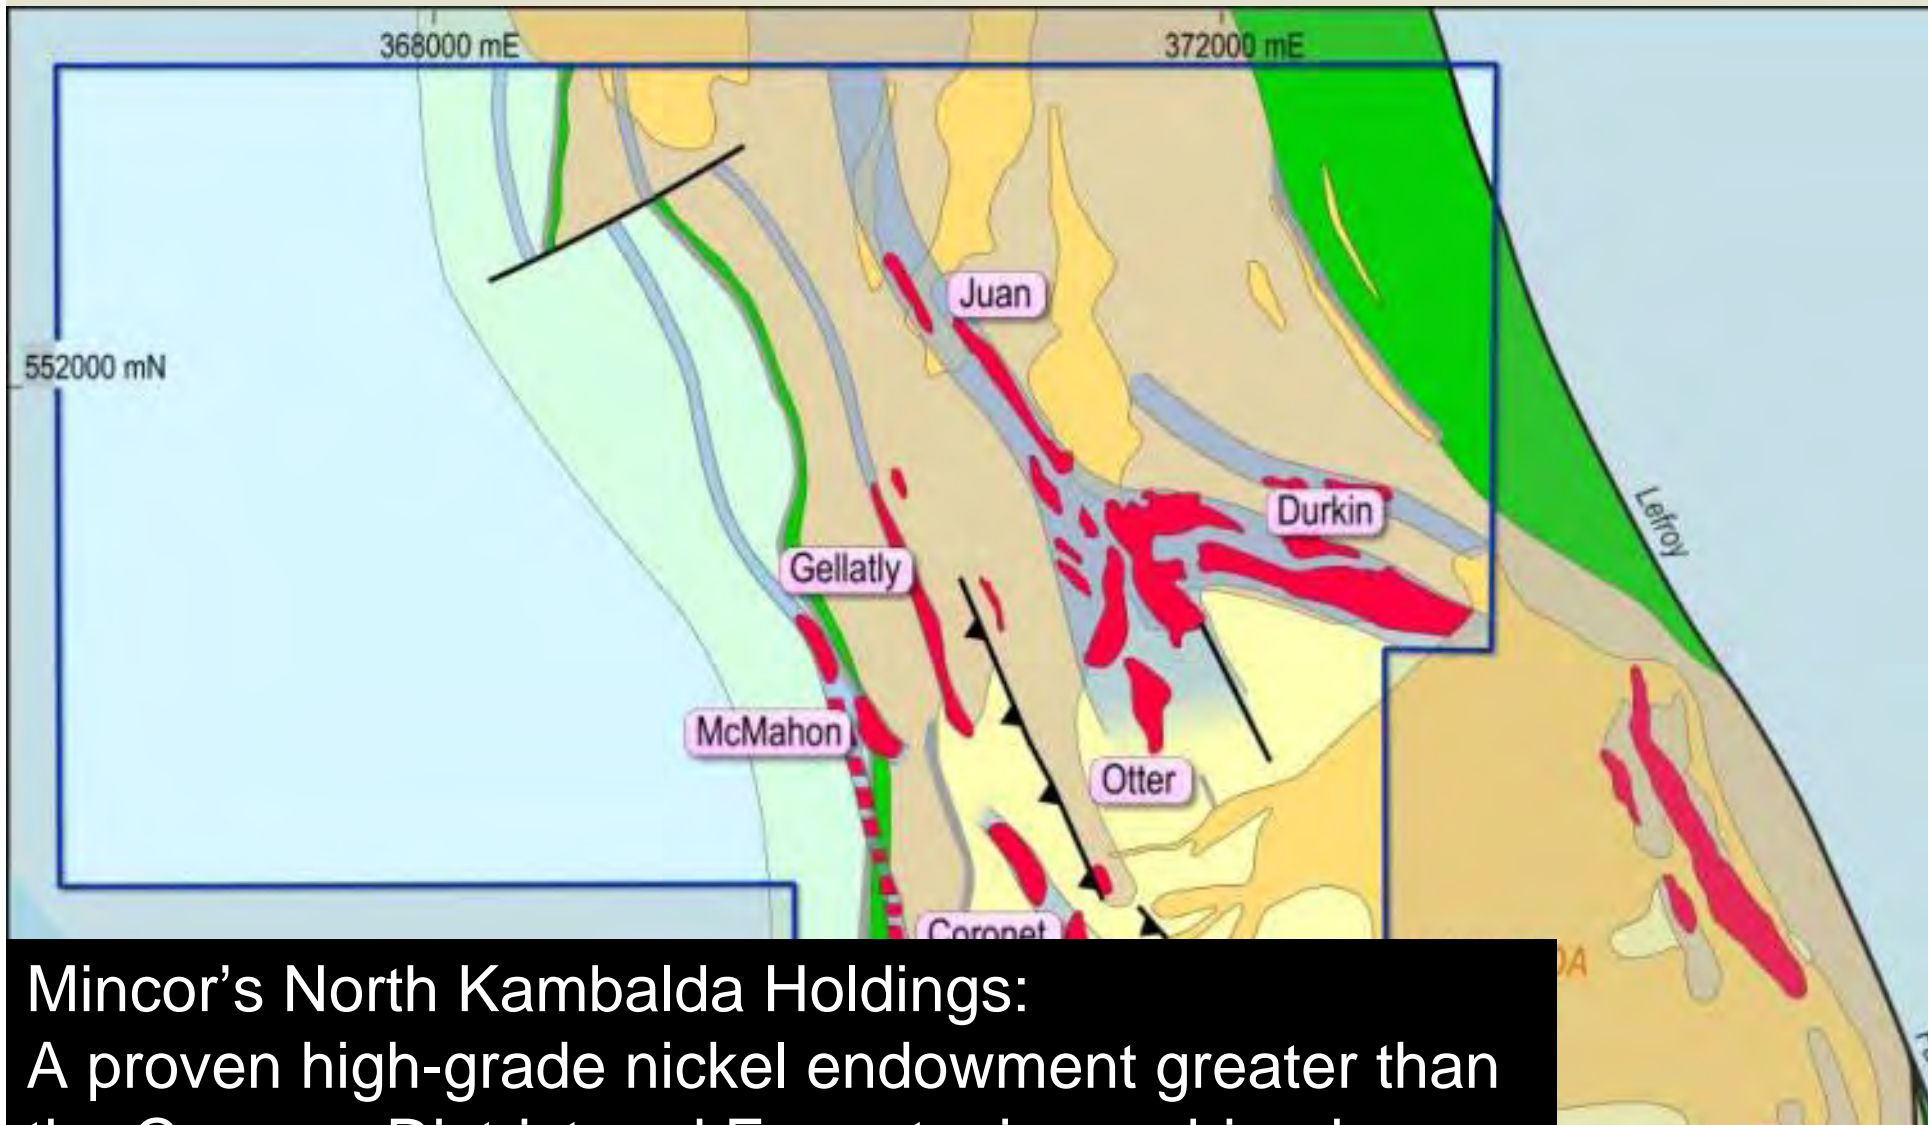 368000 mE
372000 mE
Juan
552000 mN
Durkin
Lefroy
Gellatly
McMahon
Otter
Coronet
DA
Mincor’s North Kambalda Holdings:
A proven high-grade nickel endowment greater than